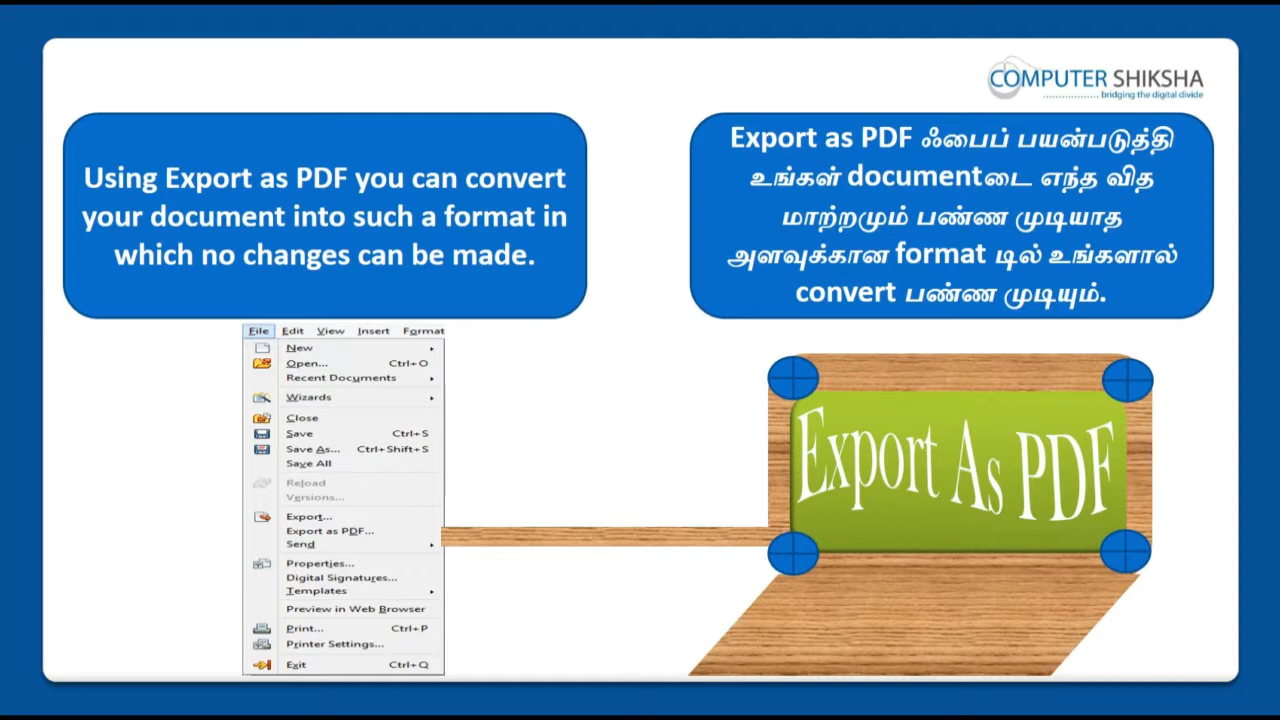 COMPUTER SHIKSHA
bridging the digital divide
Using Export as PDF you can convert
your document into such a format in
which no changes can be made.
Export as PDF ஃபைப் பயன்படுத்தி
உங்கள் documentடை எந்த வித
மாற்றமும் பண்ண முடியாத
அளவுக்கான format டில் உங்களால்
convert பண்ண முடியும்.
File Edit View Insert Format
New
Open... Ctrl+O
Recent Documents
Wizards
Close
Save Ctrl+S
Save As... Ctrl+Shift+S
Save All
Reload
Versions...
Export...
Export as PDF...
Send
Properties...
Digital Signatures...
Templates
Preview in Web Browser
Print... Ctrl+P
Printer Settings...
Exit Ctrl+Q
Export As PDF